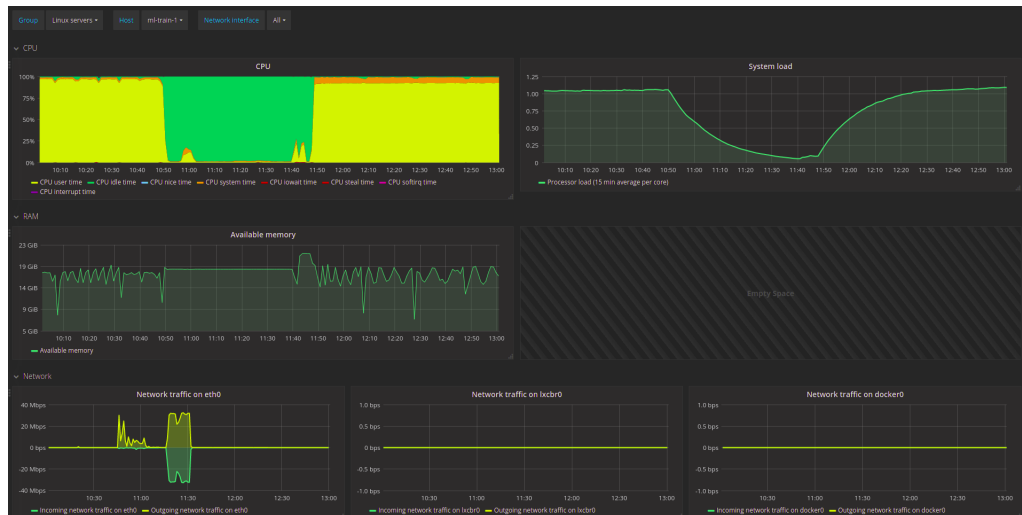 Group Linux servers Host ml-train-1 Network Interface All
CPU
CPU
100%
75%
50%
25%
0%
10:10 10:20 10:30 10:40 10:50 11:00 11:10 11:20 11:30 11:40 11:50 12:00 12:10 12:20 12:30 12:40 12:50 13:00
CPU user time CPU idle time CPU nice time CPU system time CPU iowait time CPU steal time CPU softirq time
CPU interrupt time
System load
1.25
1.00
0.75
0.50
0.25
0
10:10 10:20 10:30 10:40 10:50 11:00 11:10 11:20 11:30 11:40 11:50 12:00 12:10 12:20 12:30 12:40 12:50 13:00
Processor load (15 min average per core)
RAM
Available memory
23 GiB
19 GiB
14 GiB
9 GiB
5 GiB
10:10 10:20 10:30 10:40 10:50 11:00 11:10 11:20 11:30 11:40 11:50 12:00 12:10 12:20 12:30 12:40 12:50 13:00
Available memory
Empty Space
Network
Network traffic on eth0
40 Mbps
20 Mbps
0 bps
-20 Mbps
-40 Mbps
10:30 11:00 11:30 12:00 12:30 13:00
Incoming network traffic on eth0 Outgoing network traffic on eth0
Network traffic on lxcbr0
1.0 bps
0.5 bps
0 bps
-0.5 bps
-1.0 bps
10:30 11:00 11:30 12:00 12:30 13:00
Incoming network traffic on lxcbr0 Outgoing network traffic on lxcbr0
Network traffic on docker0
1.0 bps
0.5 bps
0 bps
-0.5 bps
-1.0 bps
10:30 11:00 11:30 12:00 12:30 13:00
Incoming network traffic on docker0 Outgoing network traffic on docker0